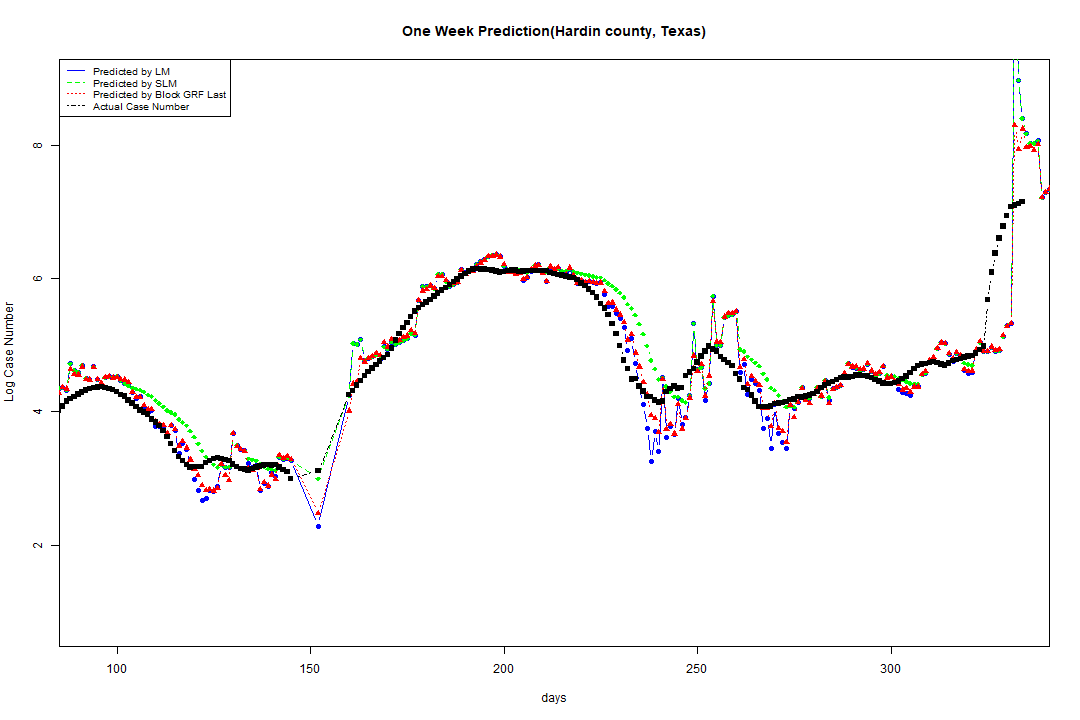 One Week Prediction(Hardin county, Texas)
Predicted by LM
Predicted by SLM
Predicted by Block GRF Last
Actual Case Number
Log Case Number
8
6
4
2
100 150 200 250 300
days